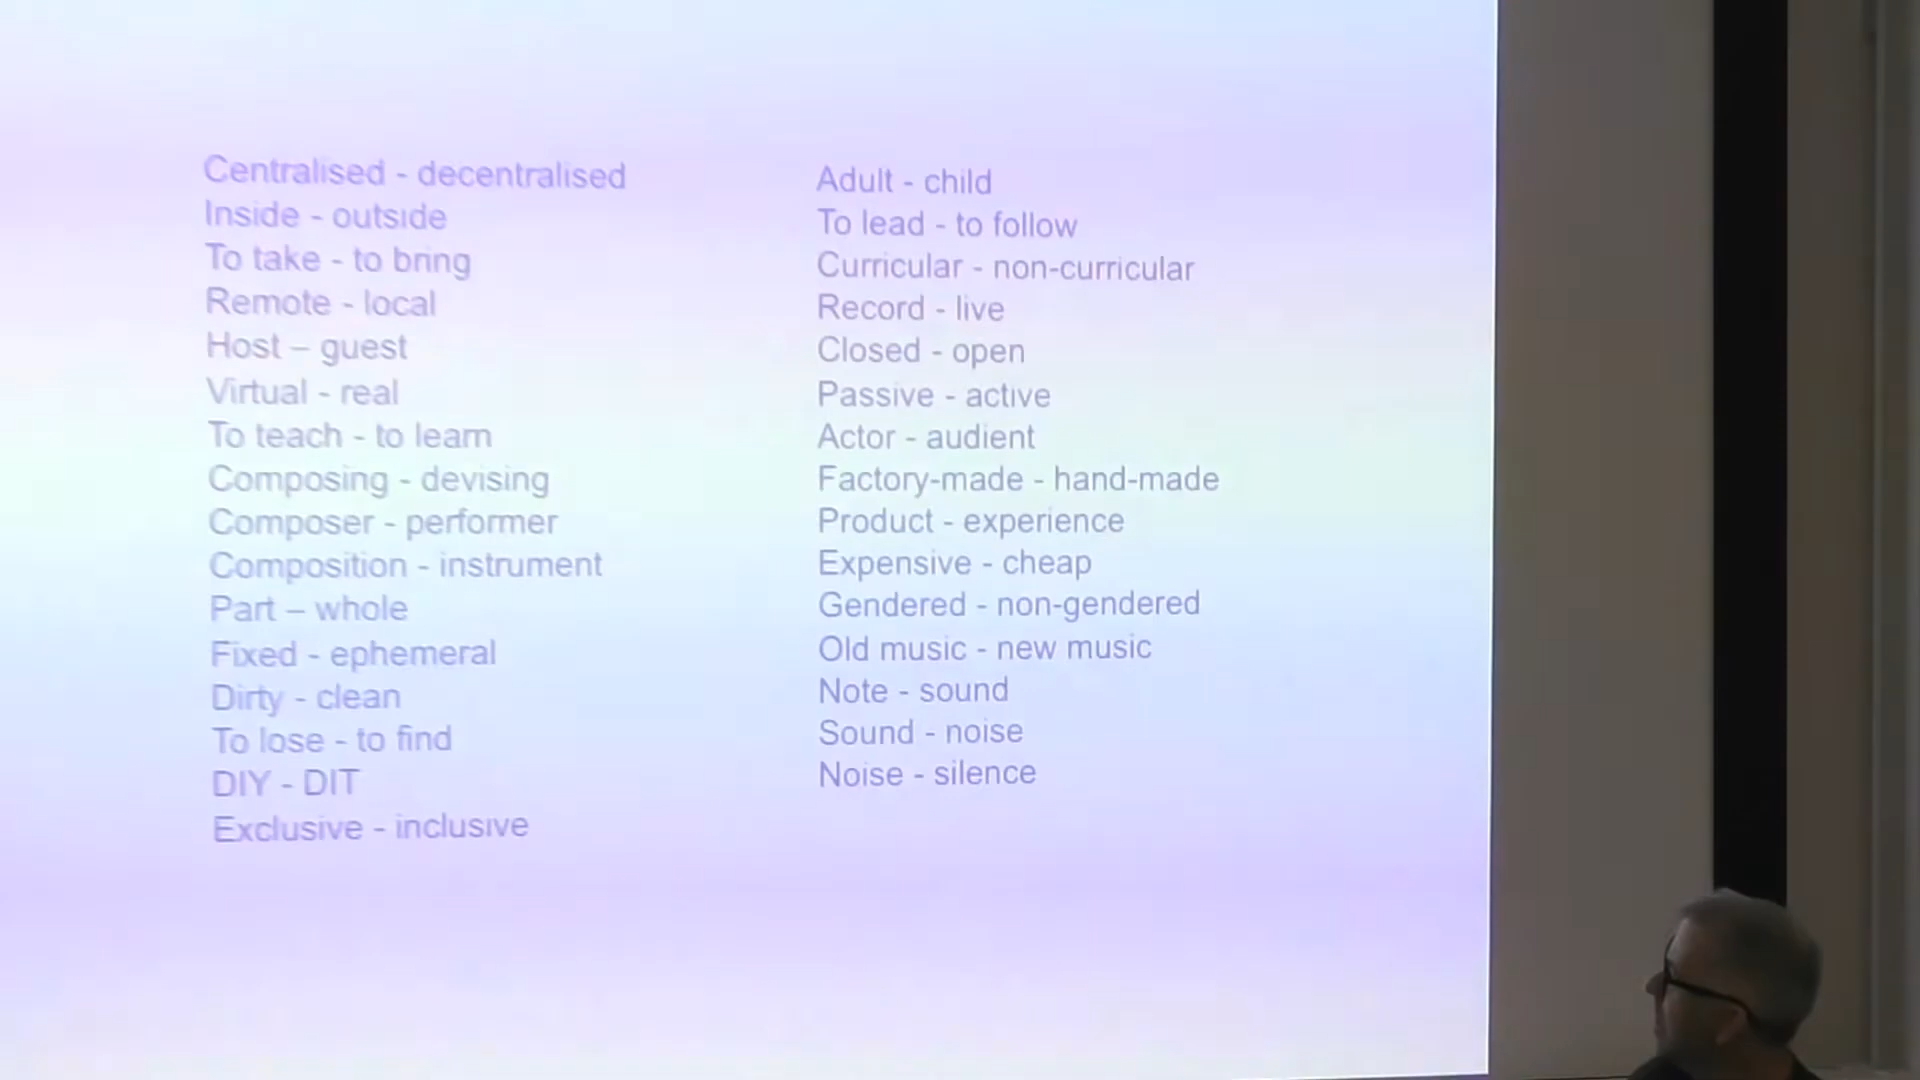 Centralised - decentralised
Inside - outside
To take - to bring
Remote - local
Host – guest
Virtual - real
To teach - to learn
Composing - devising
Composer - performer
Composition - instrument
Part – whole
Fixed - ephemeral
Dirty - clean
To lose - to find
DIY - DIT
Exclusive - inclusive
Adult - child
To lead - to follow
Curricular - non-curricular
Record - live
Closed - open
Passive - active
Actor - audient
Factory-made - hand-made
Product - experience
Expensive - cheap
Gendered - non-gendered
Old music - new music
Note - sound
Sound - noise
Noise - silence